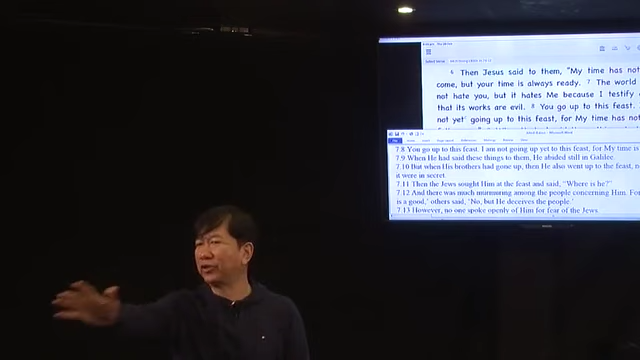 6 Then Jesus said to them, "My time has not
come, but your time is always ready. 7 The world
not hate you, but it hates Me because I testify
that its works are evil. 8 You go up to this feast.
not yet going up to this feast, for My time has not
7.8 You go up to this feast. I am not going up yet to this feast, for My time is
7.9 When He had said these things to them, He abided still in Galilee.
7.10 But when His brothers had gone up, then He also went up to the feast, n
it were in secret.
7.11 Then the Jews sought Him at the feast and said, "Where is he?"
7.12 And there was much murmuring among the people concerning Him. For
is a good,' others said, 'No, but He deceives the people.'
7.13 However, no one spoke openly of Him for fear of the Jews